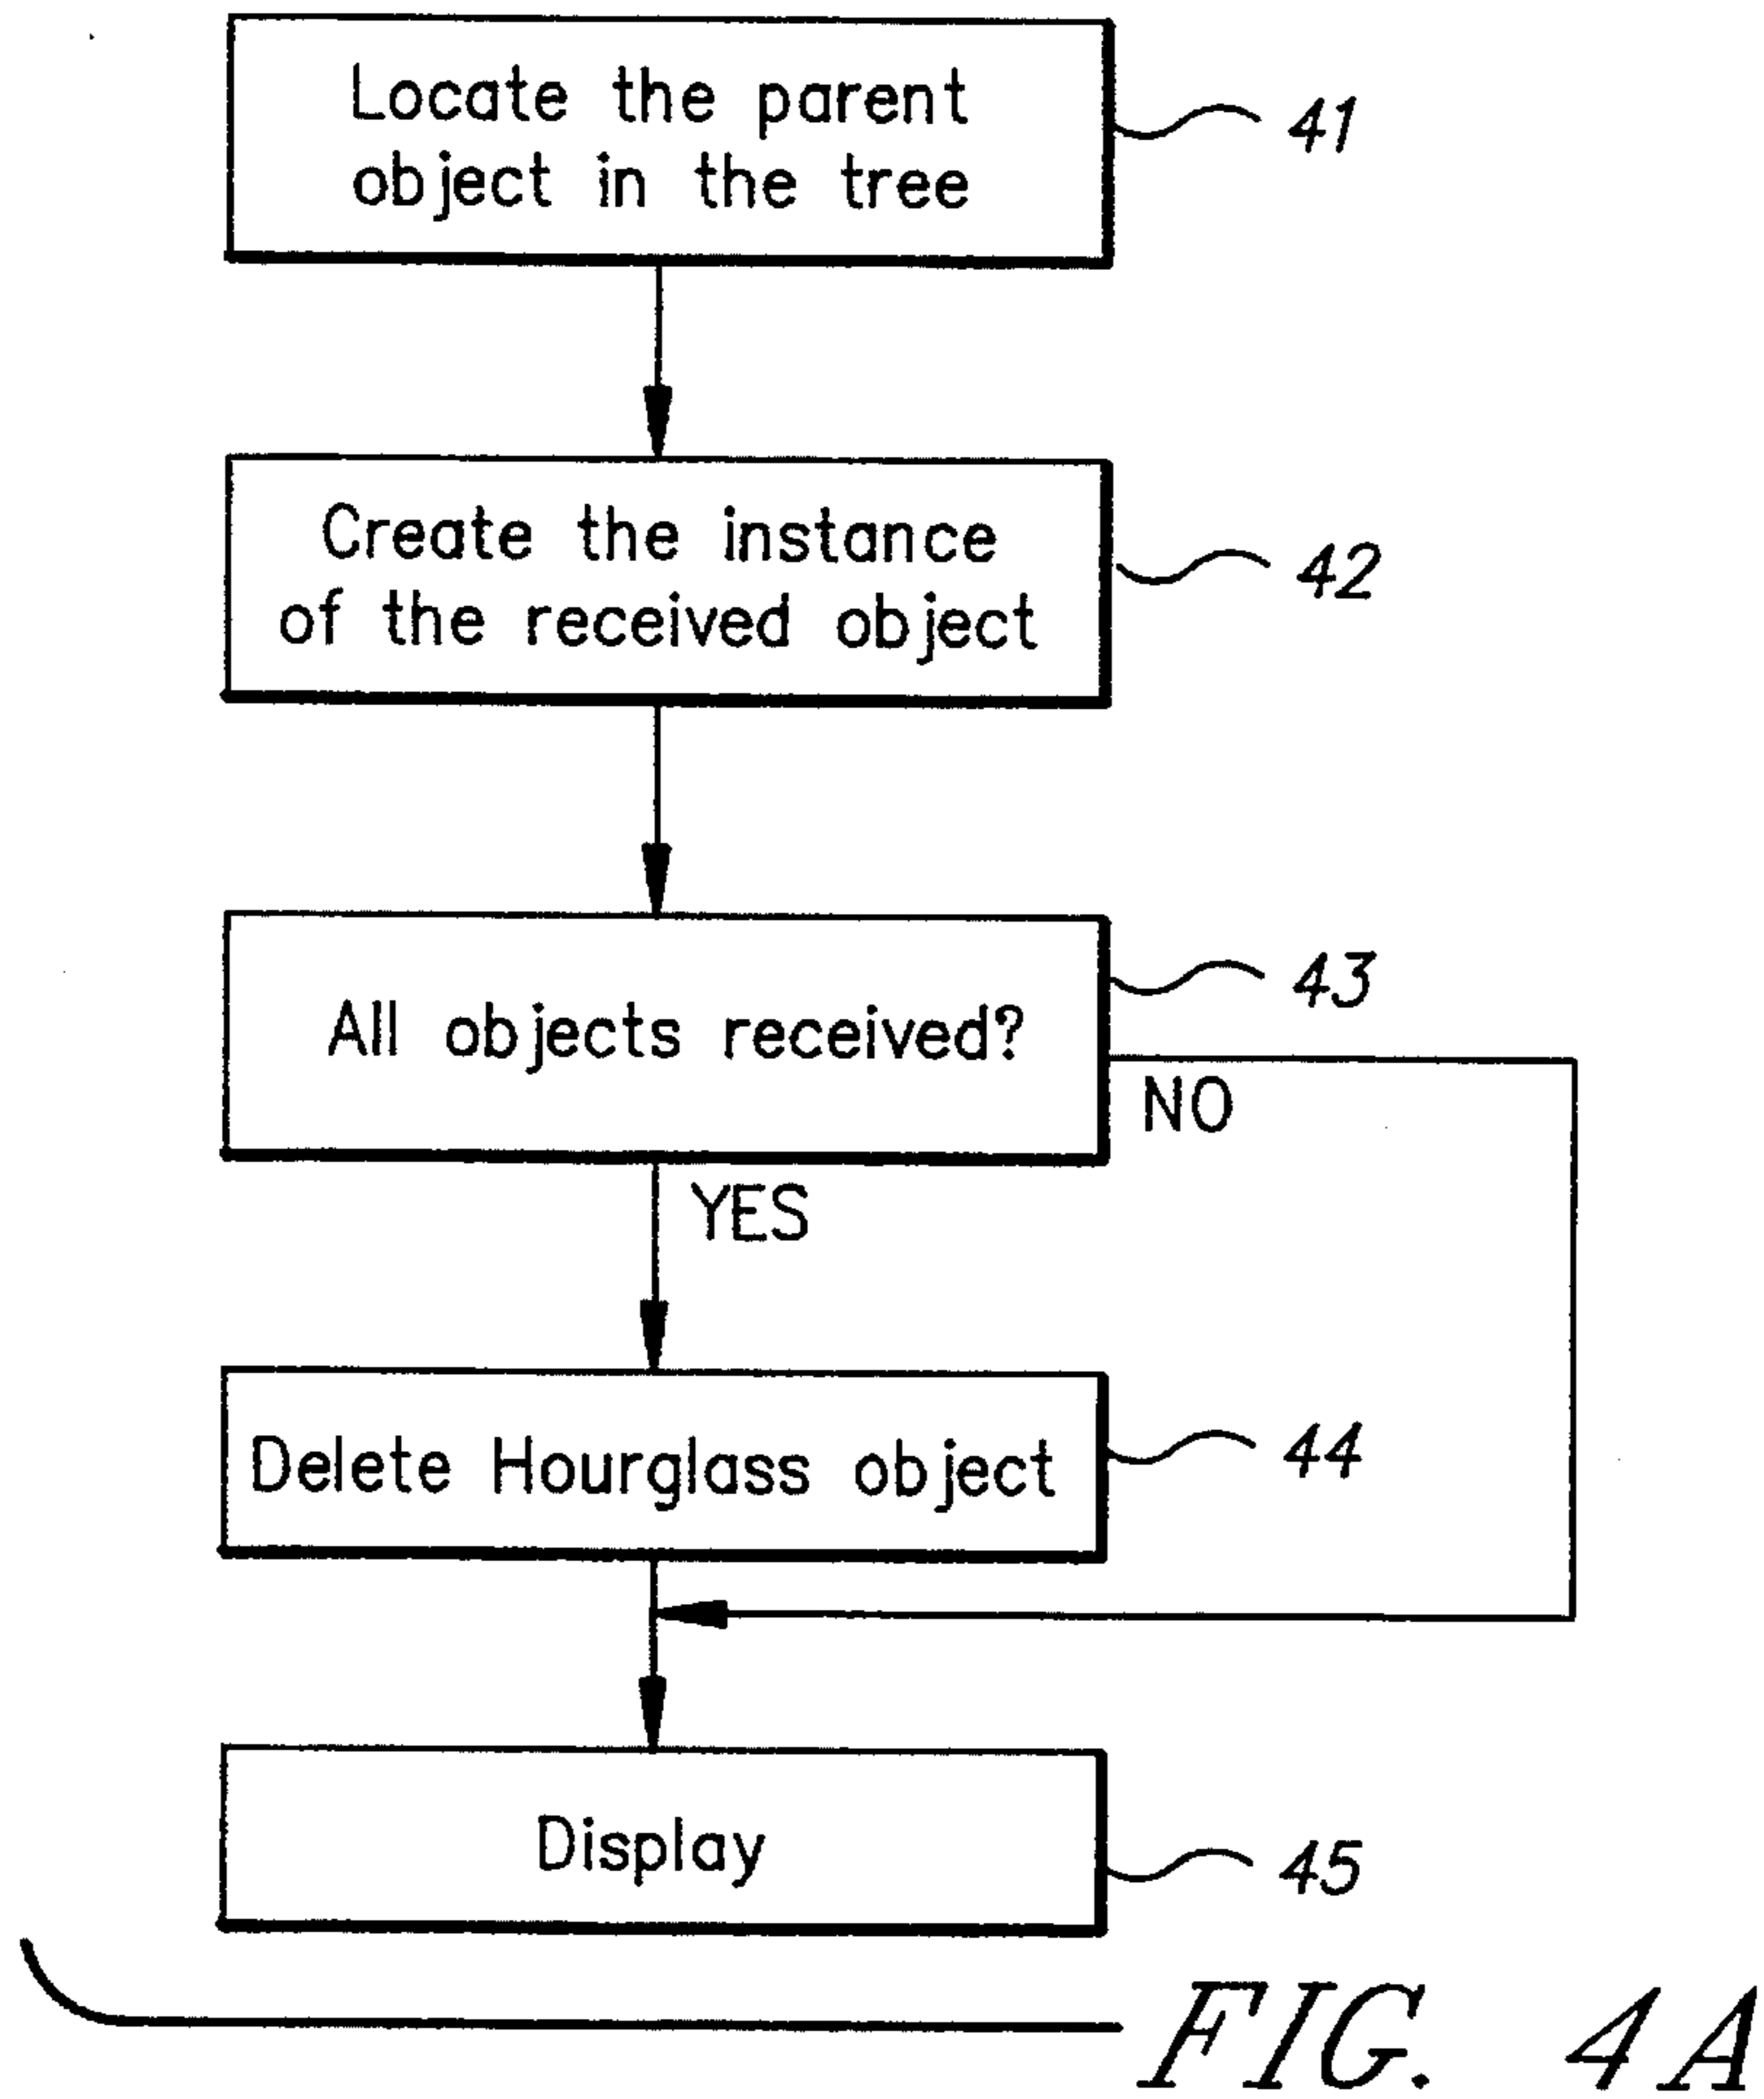 Locate the parent
object in the tree
41
Create the instance
of the received object
42
All objects received?
43
NO
YES
Delete Hourglass object
44
Display
45
FIG. 4A